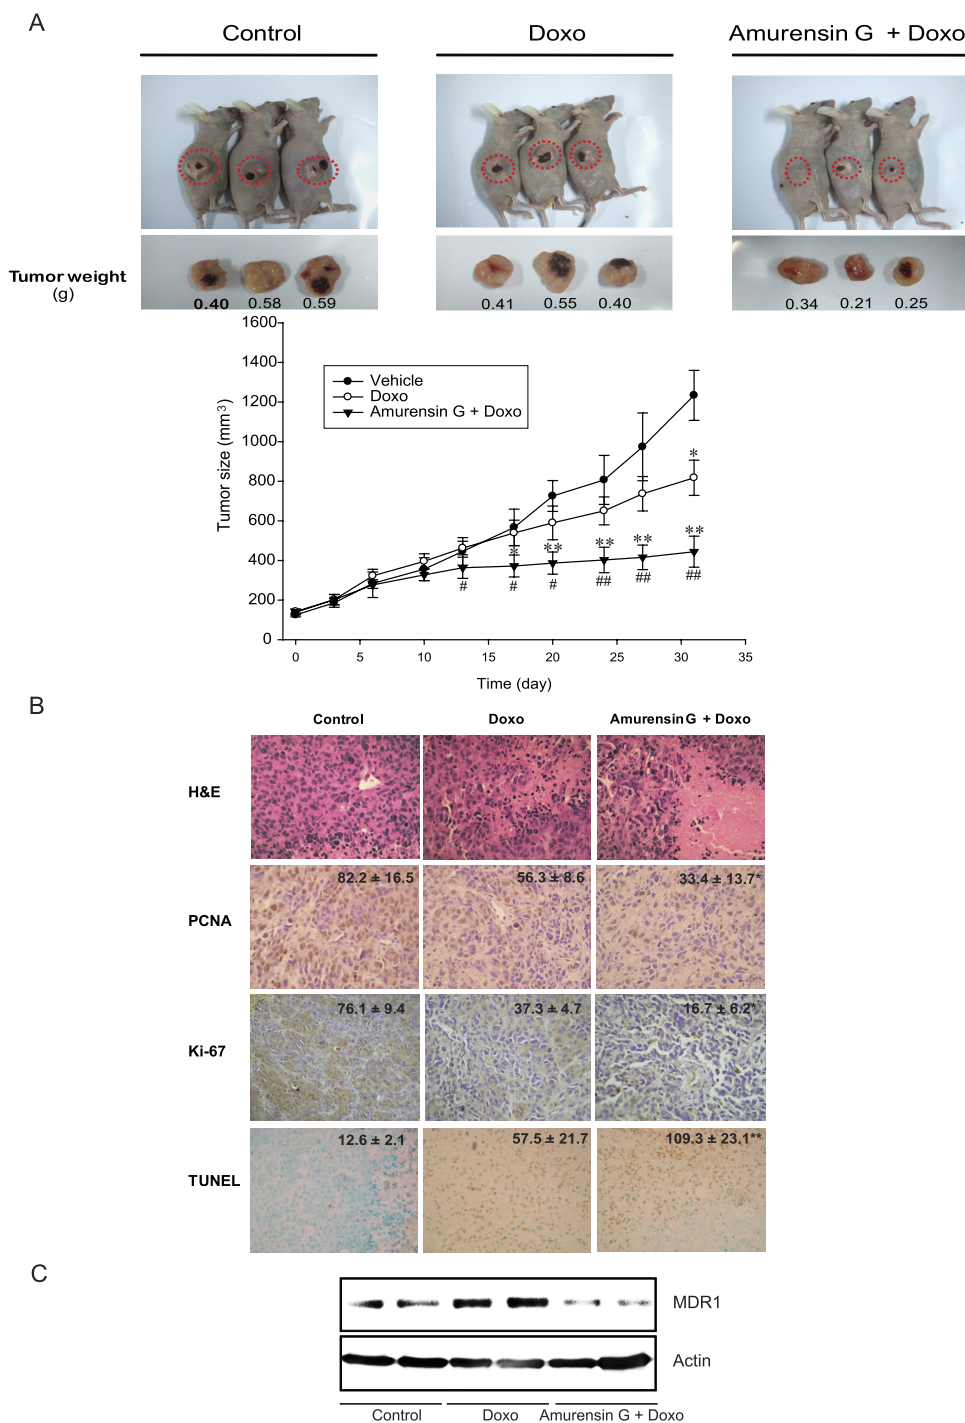 A
Control Doxo Amurensin G + Doxo
Tumor weight
(g)
0.40 0.58 0.59 0.41 0.55 0.40 0.34 0.21 0.25
1600
1400
1200
1000
800
600
400
200
0
Tumor size (mm³)
Vehicle
Doxo
Amurensin G + Doxo
*
* ** ** ** **
# # # ## ## ##
0 5 10 15 20 25 30 35
Time (day)
B
Control Doxo Amurensin G + Doxo
H&E
PCNA
82.2 ± 16.5 56.3 ± 8.6 33.4 ± 13.7*
Ki-67
76.1 ± 9.4 37.3 ± 4.7 16.7 ± 6.2*
TUNEL
12.6 ± 2.1 57.5 ± 21.7 109.3 ± 23.1**
C
MDR1
Actin
Control Doxo Amurensin G + Doxo